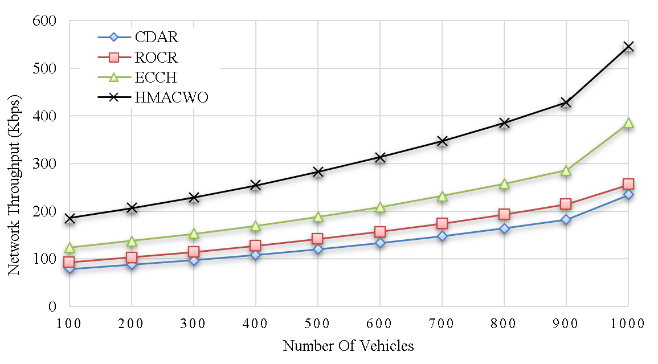 600
500
400
300
200
100
0
Network Throughput (Kbps)
CDAR
ROCR
ECCH
HMACWO
100 200 300 400 500 600 700 800 900 1000
Number Of Vehicles